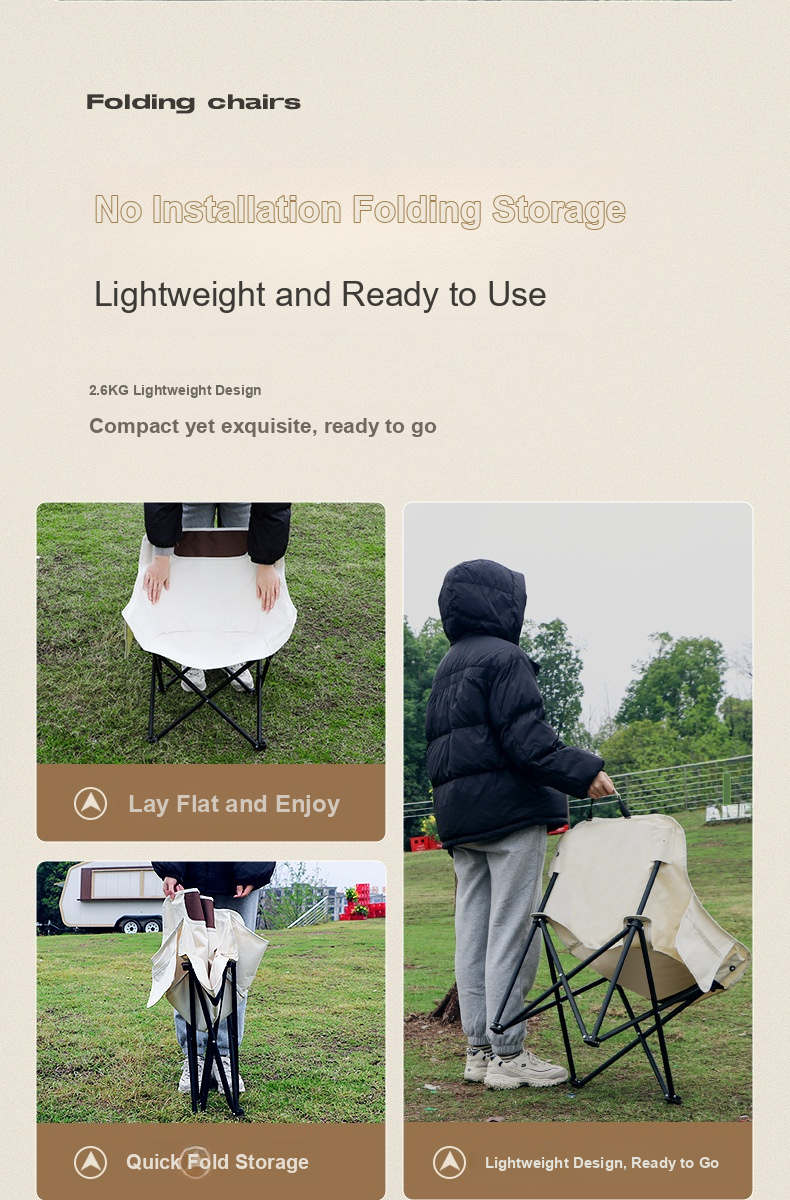 Folding chairs
No Installation Folding Storage
Lightweight and Ready to Use
2.6KG Lightweight Design
Compact yet exquisite, ready to go
Lay Flat and Enjoy
Quick Fold Storage
Lightweight Design, Ready to Go